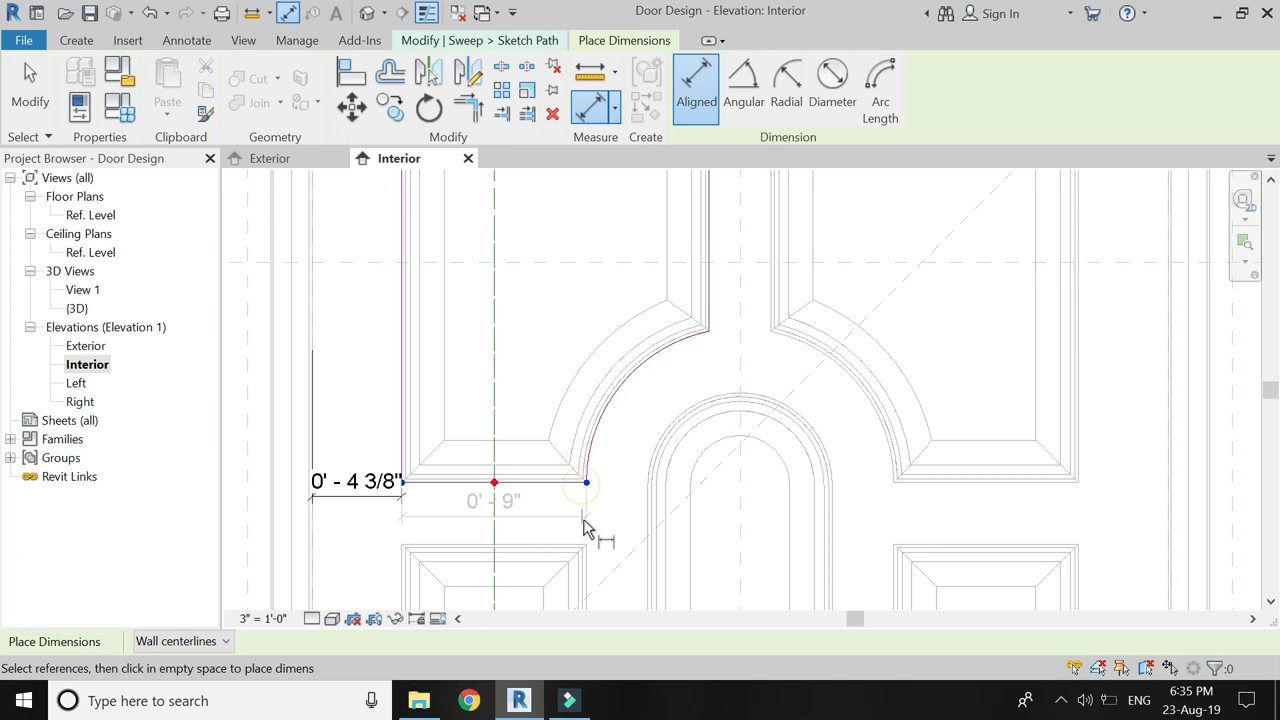 Door Design - Elevation: Interior
Sign In
File
Create
Insert
Annotate
View
Manage
Add-Ins
Modify | Sweep > Sketch Path
Place Dimensions
Modify
Paste
Cut
Join
Aligned
Angular
Radial
Diameter
Arc
Length
Select
Properties
Clipboard
Geometry
Modify
Measure
Create
Dimension
Project Browser - Door Design
Exterior
Interior
Views (all)
Floor Plans
Ref. Level
Ceiling Plans
Ref. Level
3D Views
View 1
{3D}
Elevations (Elevation 1)
Exterior
Interior
Left
Right
Sheets (all)
Families
Groups
Revit Links
2D
0' - 4 3/8"
0' - 9"
3" = 1'-0"
Place Dimensions
Wall centerlines
Select references, then click in empty space to place dimens
:0
Type here to search
ENG
6:35 PM
23-Aug-19